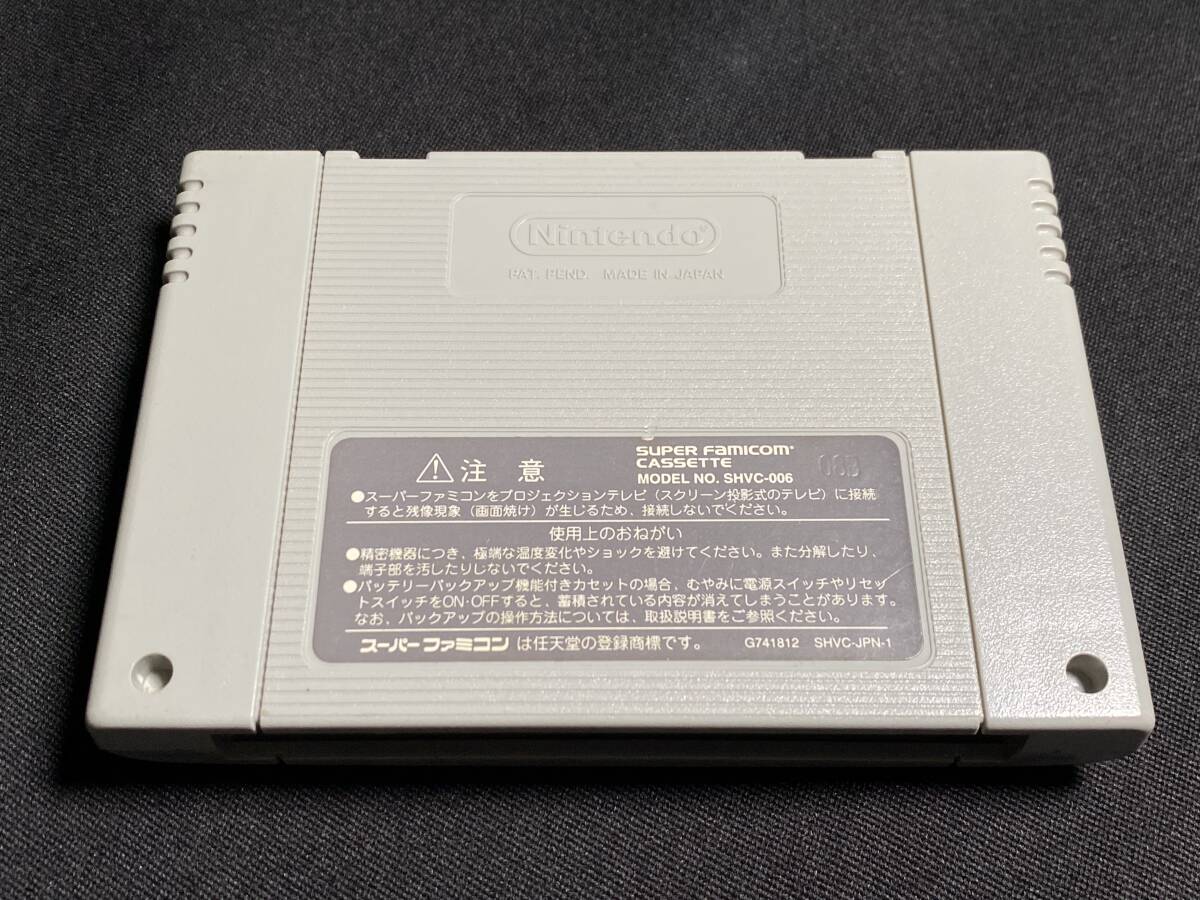 Nintendo®
PAT. PEND. MADE IN JAPAN
⚠注 意
SUPER FAMICOM®
CASSETTE
MODEL NO. SHVC-006
●スーパーファミコンをプロジェクションテレビ（スクリーン投影式のテレビ）に接続
すると残像現象（画面焼け）が生じるため、接続しないでください。
使用上のおねがい
●精密機器につき、極端な温度変化やショックを避けてください。また分解したり、
端子部を汚したりしないでください。
●バッテリーバックアップ機能付きカセットの場合、むやみに電源スイッチやリセッ
トスイッチをON・OFFすると、蓄積されている内容が消えてしまうことがあります。
なお、バックアップの操作方法については、取扱説明書をご参照ください。
スーパーファミコン は任天堂の登録商標です。
G741812 SHVC-JPN-1